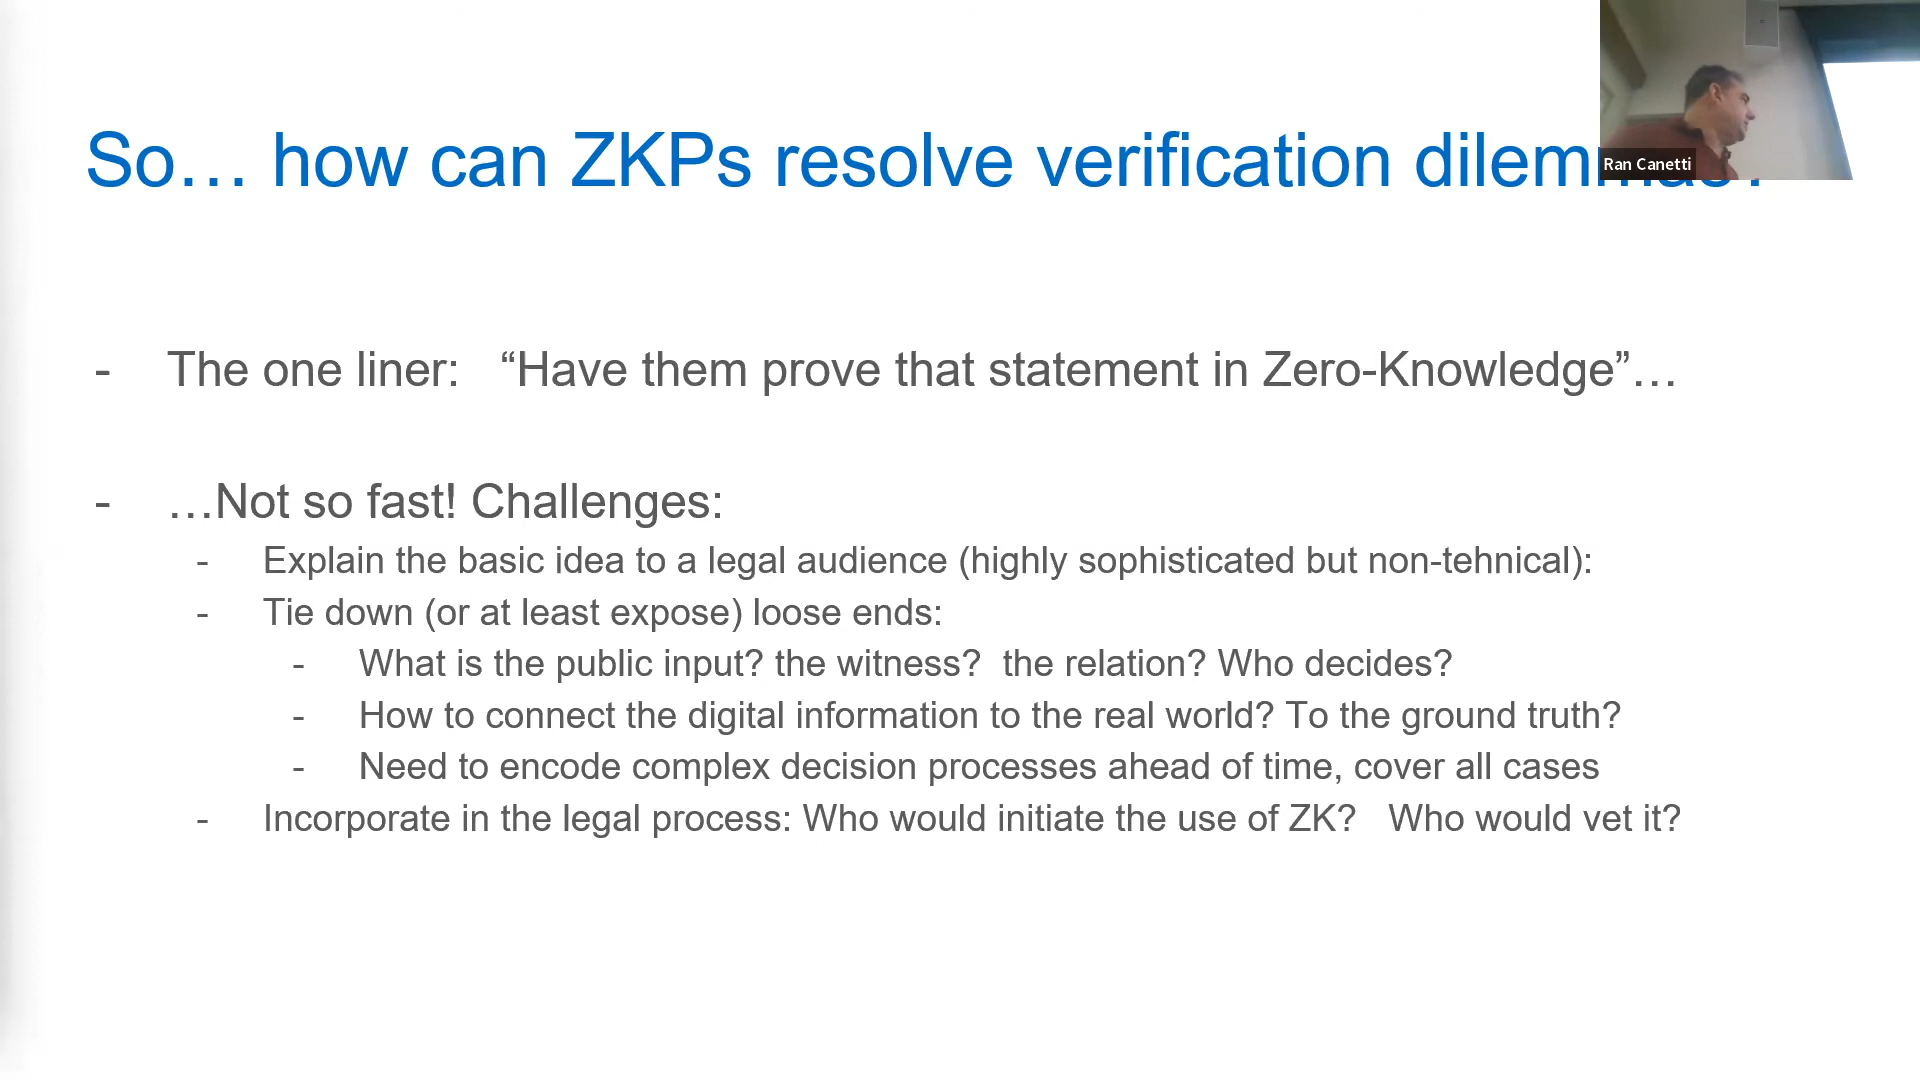 So… how can ZKPs resolve verification
Ran Canetti
- The one liner: “Have them prove that statement in Zero-Knowledge”…
- …Not so fast! Challenges:
- Explain the basic idea to a legal audience (highly sophisticated but non-tehnical):
- Tie down (or at least expose) loose ends:
- What is the public input? the witness? the relation? Who decides?
- How to connect the digital information to the real world? To the ground truth?
- Need to encode complex decision processes ahead of time, cover all cases
- Incorporate in the legal process: Who would initiate the use of ZK? Who would vet it?